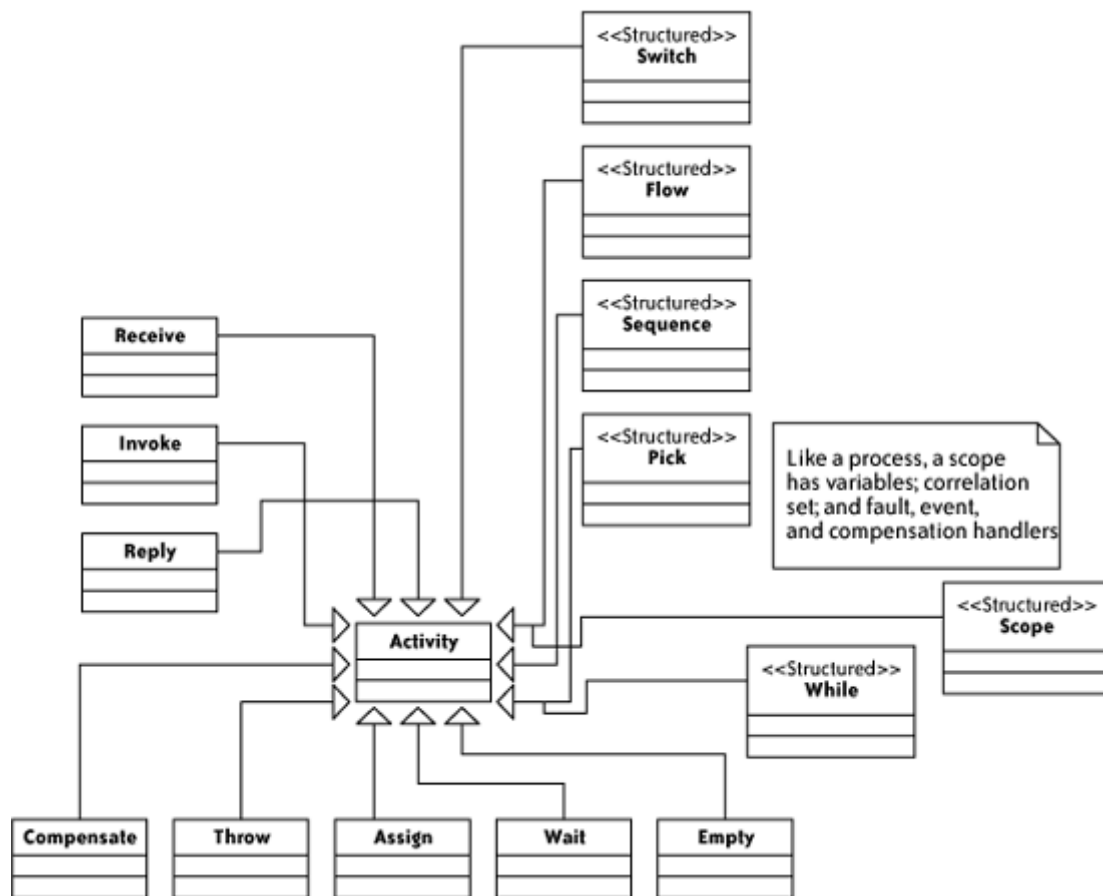 <<Structured>>
Switch
<<Structured>>
Flow
<<Structured>>
Sequence
Receive
<<Structured>>
Pick
Invoke
Like a process, a scope
has variables; correlation
set; and fault, event,
and compensation handlers
Reply
<<Structured>>
Scope
Activity
<<Structured>>
While
Compensate
Throw
Assign
Wait
Empty